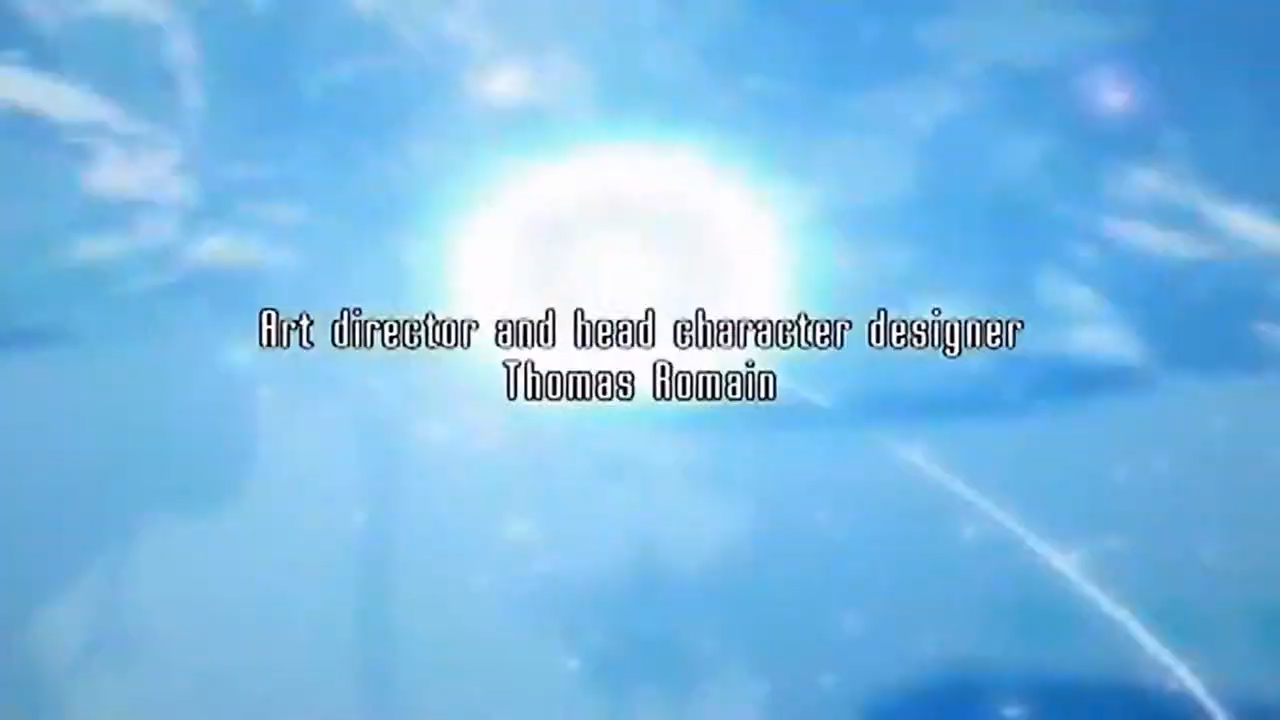 Art director and head character designer
Thomas Romain